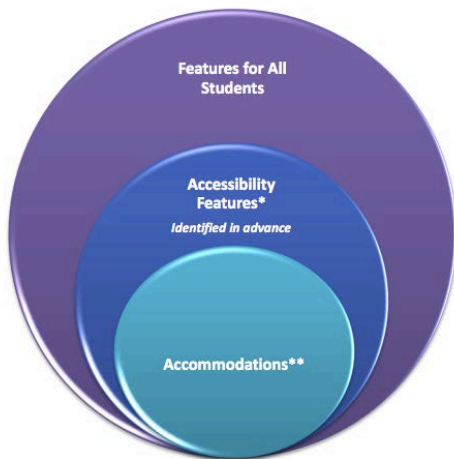 Features for All
Students
Accessibility
Features*
Identified in advance
Accommodations**